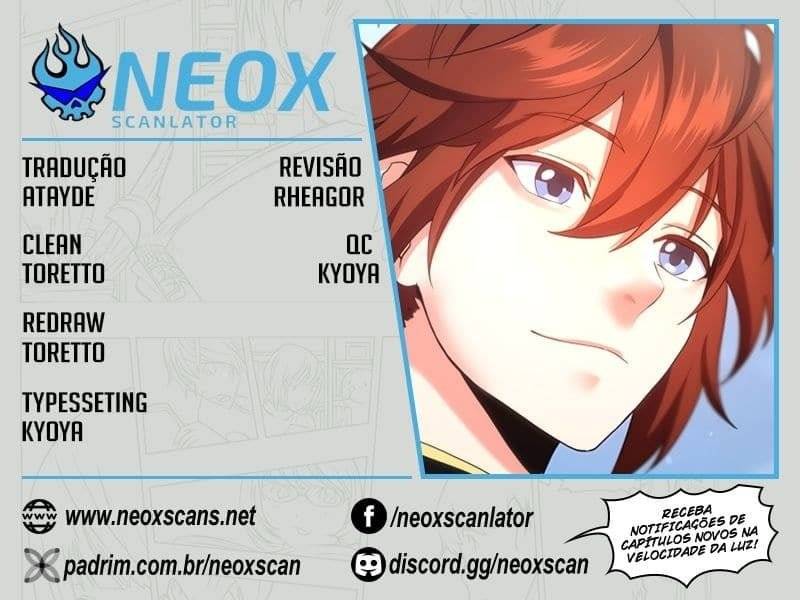 NEOX
SCANLATOR
TRADUÇÃO
ATAYDE
REVISÃO
RHEAGOR
CLEAN
TORETTO
QC
KYOYA
REDRAW
TORETTO
TYPESSETING
KYOYA
www
www.neoxscans.net
f /neoxscanlator
padrim.com.br/neoxscan
discord.gg/neoxscan
RECEBA
NOTIFICAÇÕES DE
CAPÍTULOS NOVOS NA
VELOCIDADE DA LUZ!